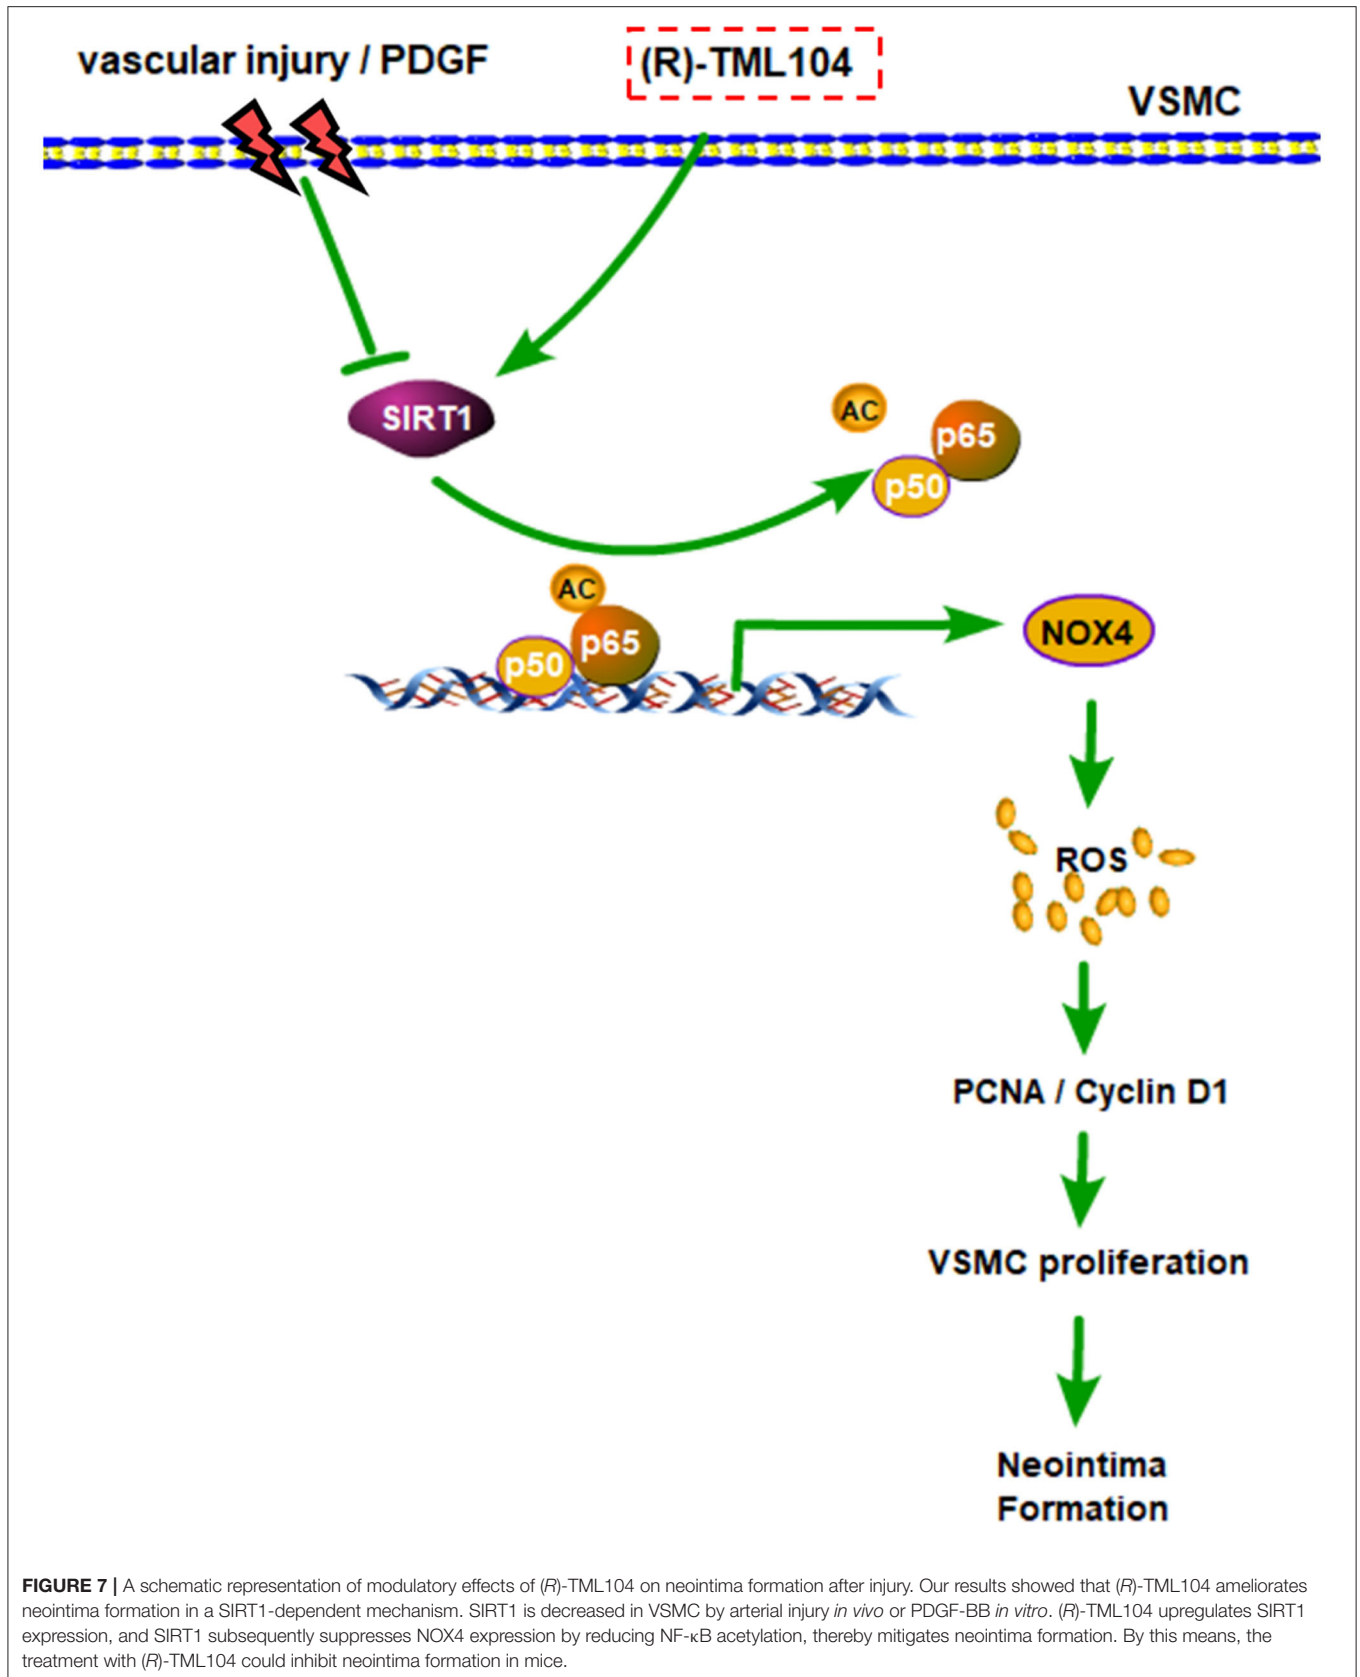 vascular injury / PDGF
(R)-TML104
VSMC
SIRT1
AC
p65
p50
AC
p65
p50
NOX4
ROS
PCNA / Cyclin D1
VSMC proliferation
Neointima
Formation
FIGURE 7 | A schematic representation of modulatory effects of (R)-TML104 on neointima formation after injury. Our results showed that (R)-TML104 ameliorates
neointima formation in a SIRT1-dependent mechanism. SIRT1 is decreased in VSMC by arterial injury in vivo or PDGF-BB in vitro. (R)-TML104 upregulates SIRT1
expression, and SIRT1 subsequently suppresses NOX4 expression by reducing NF-κB acetylation, thereby mitigates neointima formation. By this means, the
treatment with (R)-TML104 could inhibit neointima formation in mice.